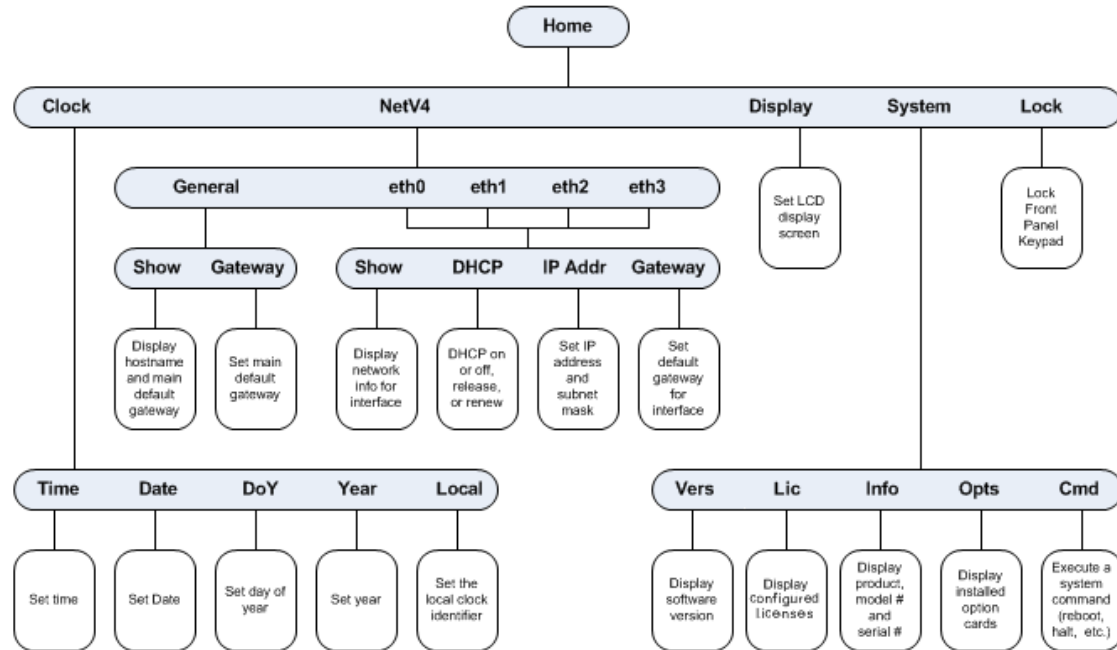 Home
Clock NetV4 Display System Lock
General eth0 eth1 eth2 eth3
Set LCD
display
screen
Lock
Front
Panel
Keypad
Show Gateway
Show DHCP IP Addr Gateway
Display
hostname
and main
default
gateway
Set main
default
gateway
Display
network
info for
interface
DHCP on
or off,
release,
or renew
Set IP
address
and
subnet
mask
Set
default
gateway
for
interface
Time Date DoY Year Local
Vers Lic Info Opts Cmd
Set time
Set Date
Set day of
year
Set year
Set the
local clock
identifier
Display
software
version
Display
configured
licenses
Display
product,
model #
and
serial #
Display
installed
option
cards
Execute a
system
command
(reboot,
halt, etc.)